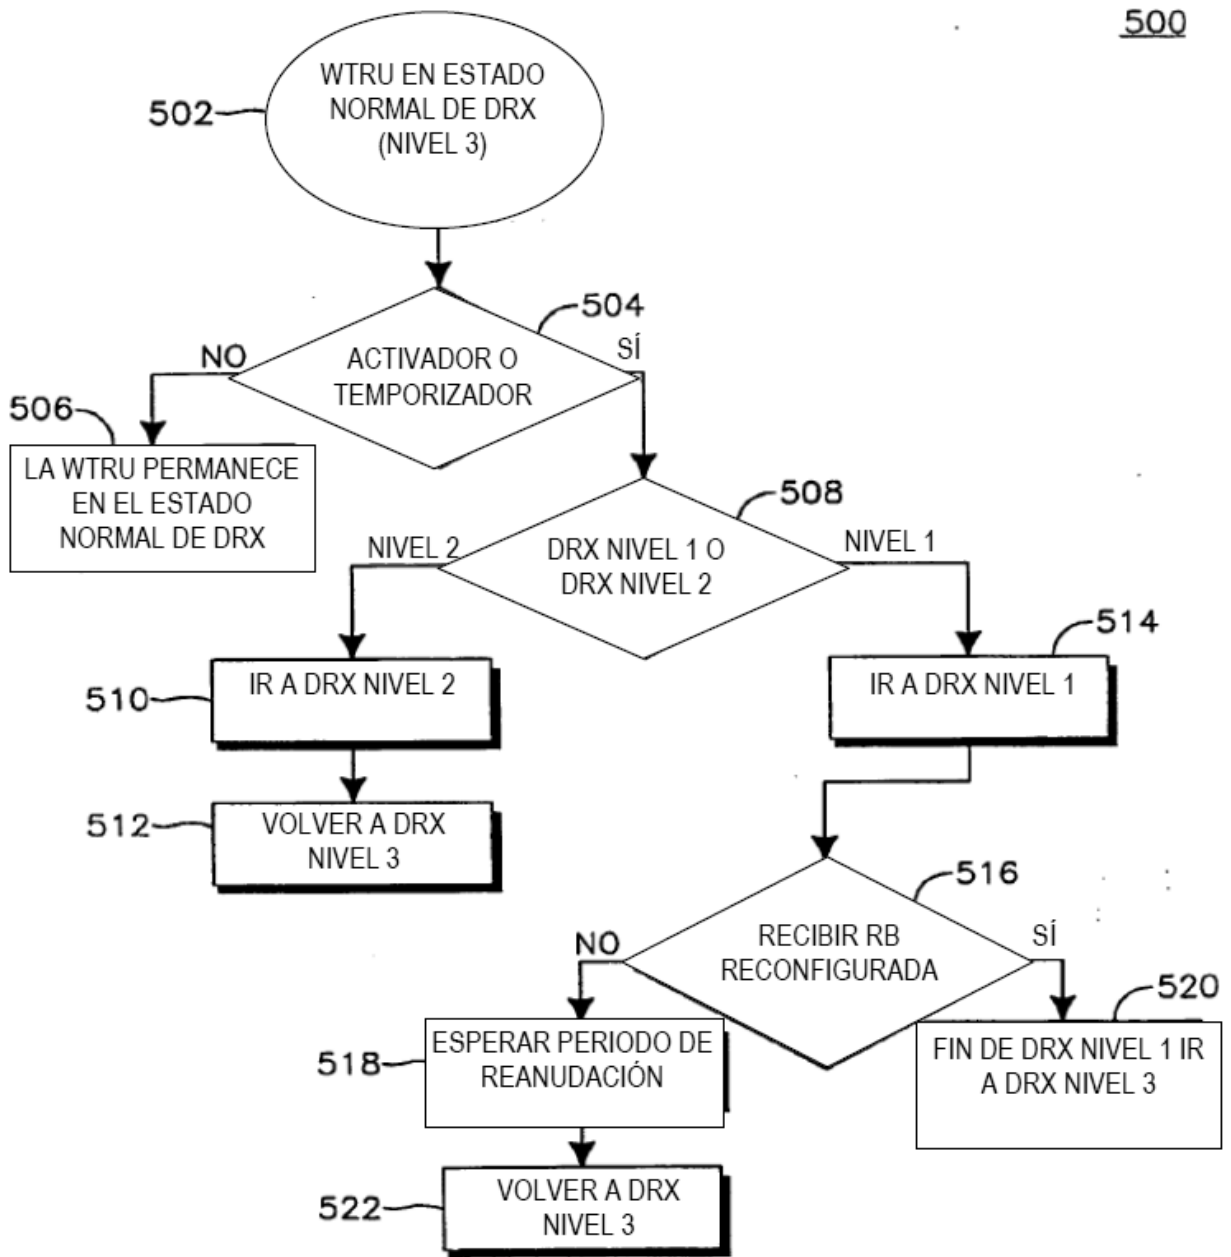 500
WTRU EN ESTADO
NORMAL DE DRX
(NIVEL 3)
502
504
NO
SÍ
ACTIVADOR O
TEMPORIZADOR
506
LA WTRU PERMANECE
EN EL ESTADO
NORMAL DE DRX
508
NIVEL 2
NIVEL 1
DRX NIVEL 1 O
DRX NIVEL 2
514
510
IR A DRX NIVEL 2
IR A DRX NIVEL 1
512
VOLVER A DRX
NIVEL 3
516
NO
SÍ
RECIBIR RB
RECONFIGURADA
520
518
ESPERAR PERIODO DE
REANUDACIÓN
FIN DE DRX NIVEL 1 IR
A DRX NIVEL 3
522
VOLVER A DRX
NIVEL 3